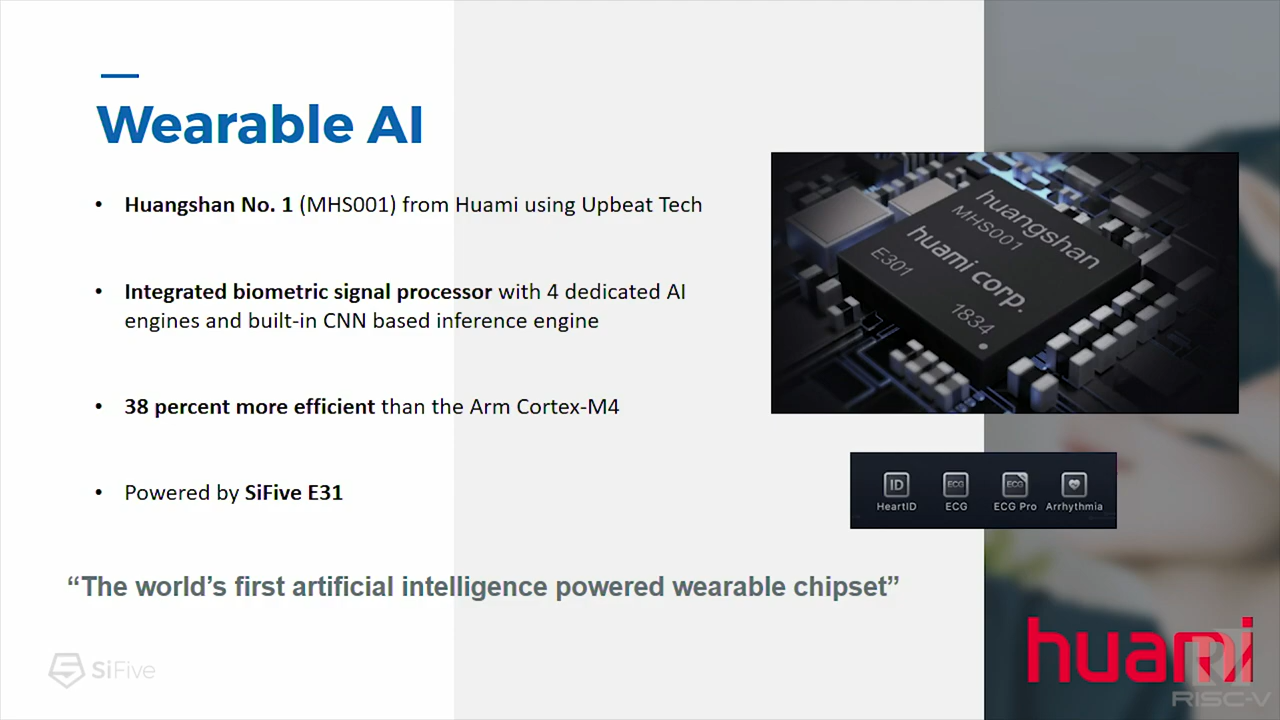 Wearable AI
• Huangshan No. 1 (MHS001) from Huami using Upbeat Tech
• Integrated biometric signal processor with 4 dedicated AI
engines and built-in CNN based inference engine
• 38 percent more efficient than the Arm Cortex-M4
• Powered by SiFive E31
“The world’s first artificial intelligence powered wearable chipset”
huangshan
MHS001
huami corp.
E301
1834
ID
ECG
ECG
HeartID
ECG
ECG Pro
Arrhythmia
SiFive
huami
RISC-V